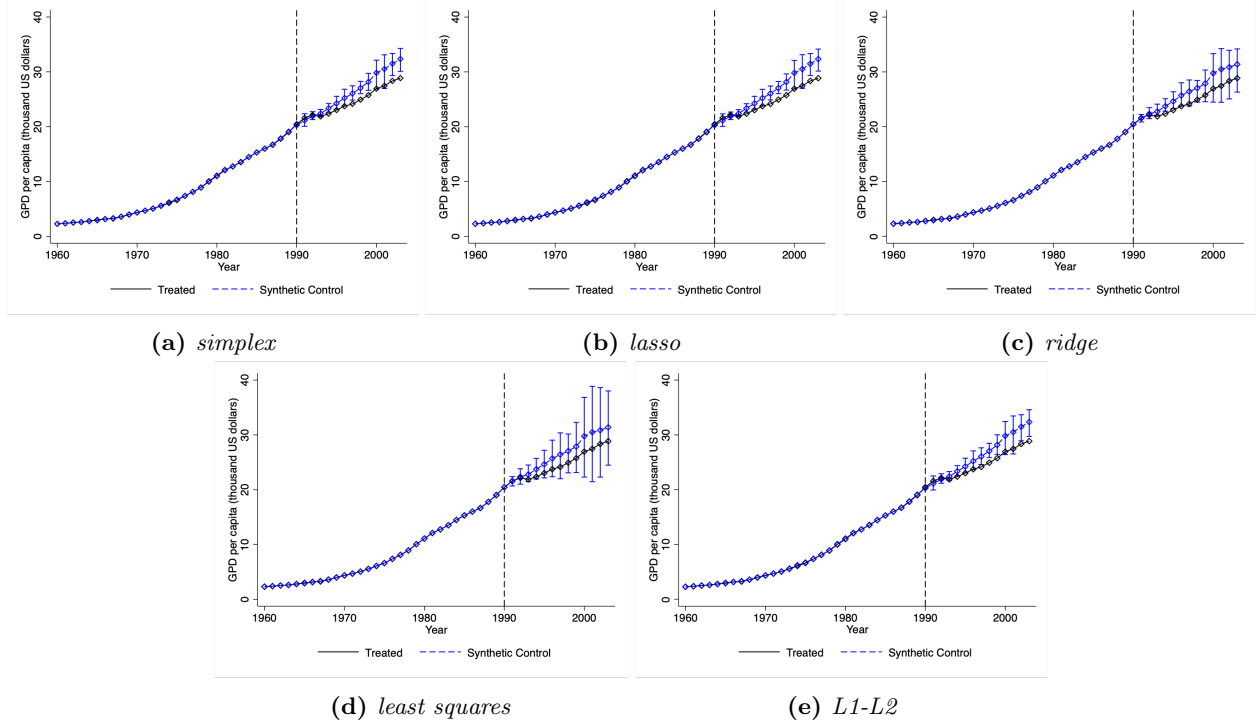 GPD per capita (thousand US dollars)
40
30
20
10
0
1960 1970 1980 1990 2000
Year
Treated Synthetic Control
(a) simplex
GPD per capita (thousand US dollars)
40
30
20
10
0
1960 1970 1980 1990 2000
Year
Treated Synthetic Control
(b) lasso
GPD per capita (thousand US dollars)
40
30
20
10
0
1960 1970 1980 1990 2000
Year
Treated Synthetic Control
(c) ridge
GPD per capita (thousand US dollars)
40
30
20
10
0
1960 1970 1980 1990 2000
Year
Treated Synthetic Control
(d) least squares
GPD per capita (thousand US dollars)
40
30
20
10
0
1960 1970 1980 1990 2000
Year
Treated Synthetic Control
(e) L1-L2